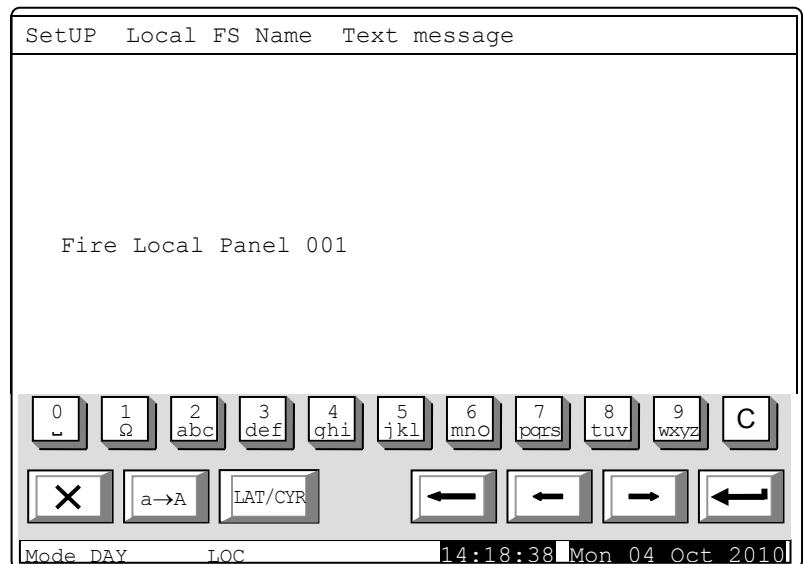 SetUP Local FS Name Text message
Fire Local Panel 001
0 1 2 3 4 5 6 7 8 9 C
␣ Ω abc def ghi jkl mno pqrs tuv wxyz
a→A LAT/CYR
Mode DAY LOC 14:18:38 Mon 04 Oct 2010